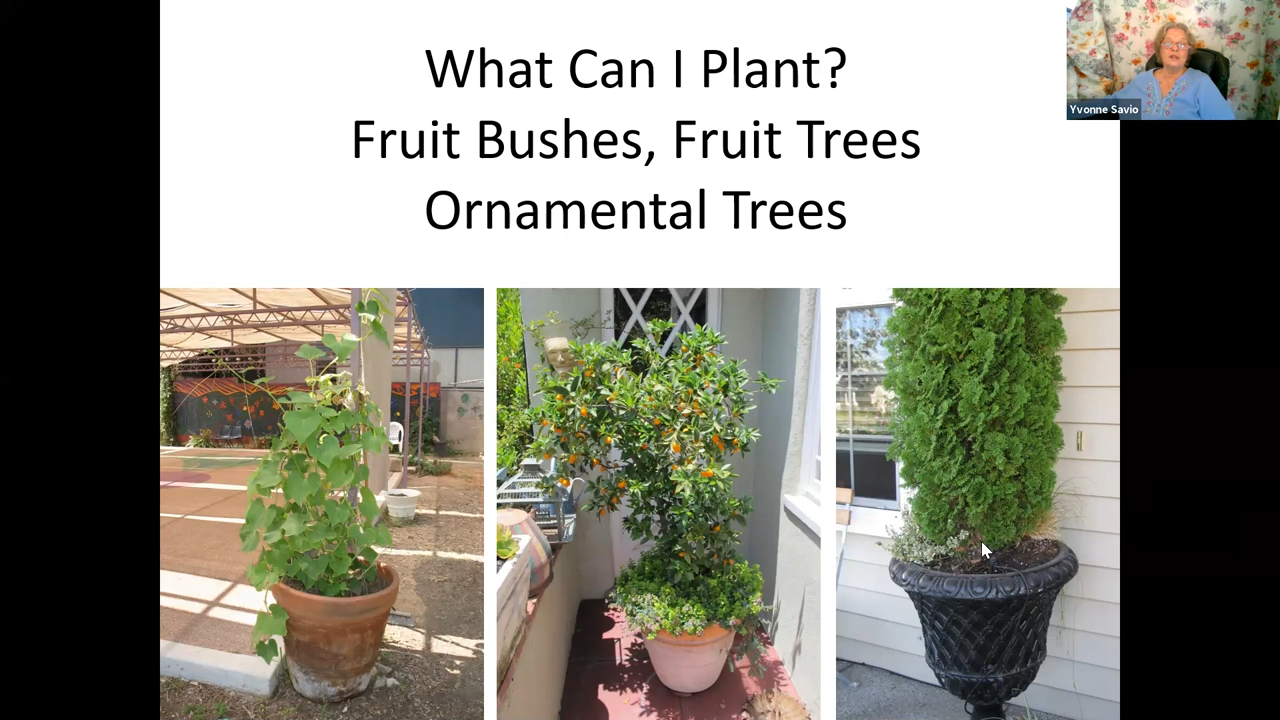 What Can I Plant?
Fruit Bushes, Fruit Trees
Ornamental Trees
Yvonne Savio